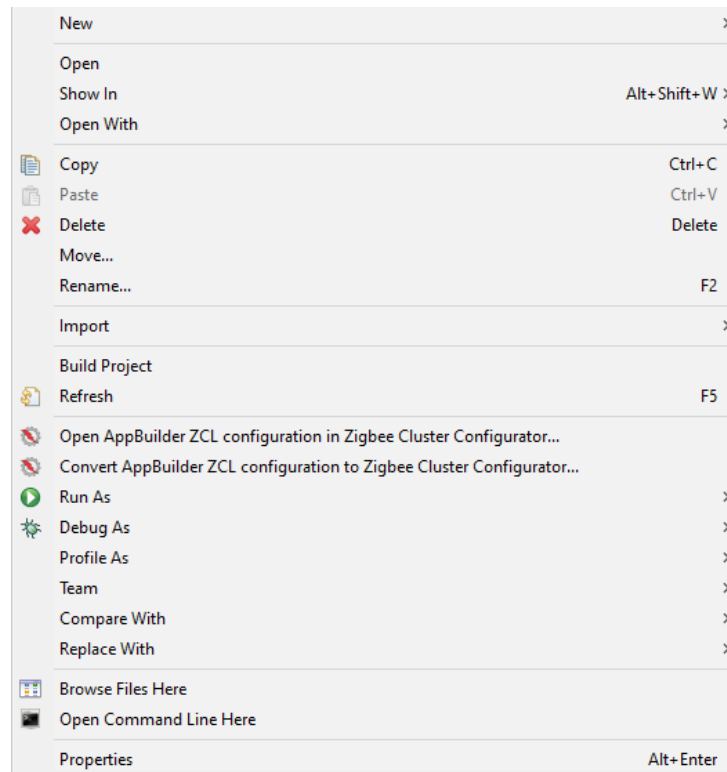 New
Open
Show In Alt+Shift+W
Open With
Copy Ctrl+C
Paste Ctrl+V
Delete Delete
Move...
Rename... F2
Import
Build Project
Refresh F5
Open AppBuilder ZCL configuration in Zigbee Cluster Configurator...
Convert AppBuilder ZCL configuration to Zigbee Cluster Configurator...
Run As
Debug As
Profile As
Team
Compare With
Replace With
Browse Files Here
Open Command Line Here
Properties Alt+Enter